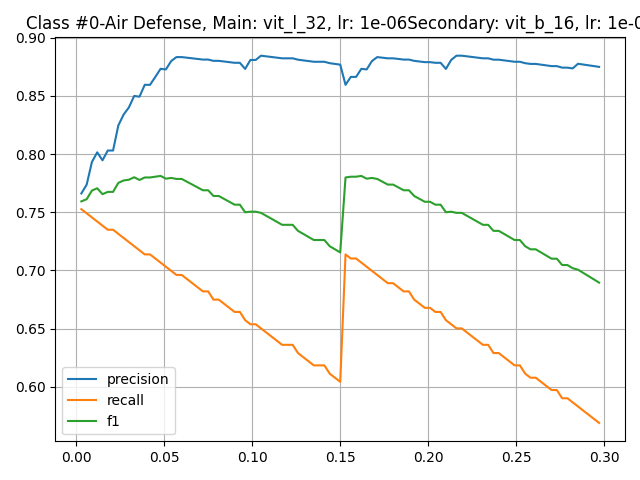 Class #0-Air Defense, Main: vit_l_32, lr: 1e-06Secondary: vit_b_16, lr: 1e-0
0.90
0.85
0.80
0.75
0.70
0.65
0.60
precision
recall
f1
0.00 0.05 0.10 0.15 0.20 0.25 0.30